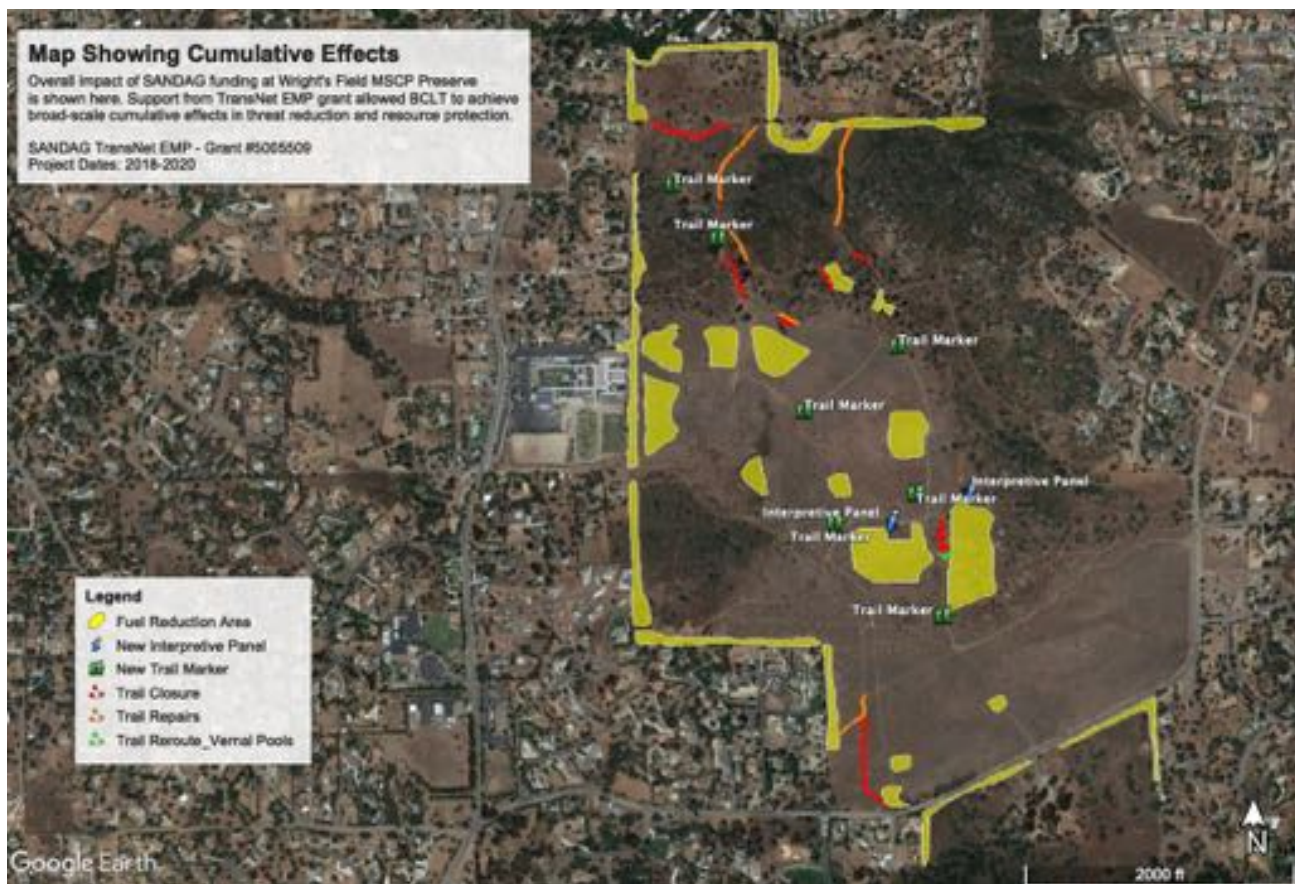 Map Showing Cumulative Effects
Overall impact of SANDAG funding at Wright's Field MSCP Preserve
is shown here. Support from TransNet EMP grant allowed BCLT to achieve
broad-scale cumulative effects in threat reduction and resource protection.
SANDAG TransNet EMP - Grant #5005509
Project Dates: 2018-2020
Trail Marker
Trail Marker
Trail Marker
Trail Marker
Interpretive Panel
Trail Marker
Interpretive Panel
Trail Marker
Trail Marker
Legend
Fuel Reduction Area
New Interpretive Panel
New Trail Marker
Trail Closure
Trail Repairs
Trail Reroute_Vernal Pools
N
Google Earth
2000 ft